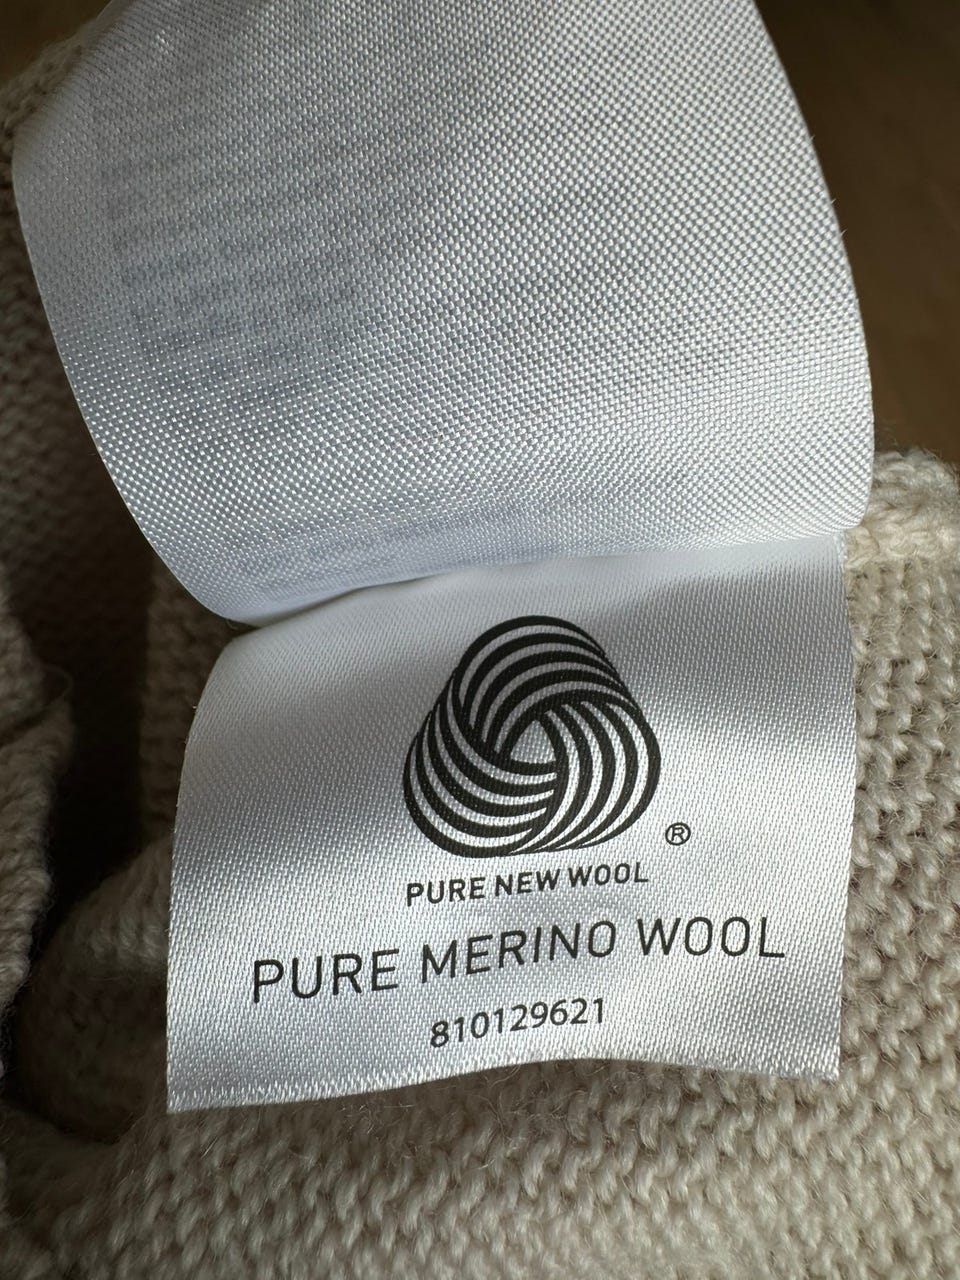 ®
PURE NEW WOOL
PURE MERINO WOOL
810129621